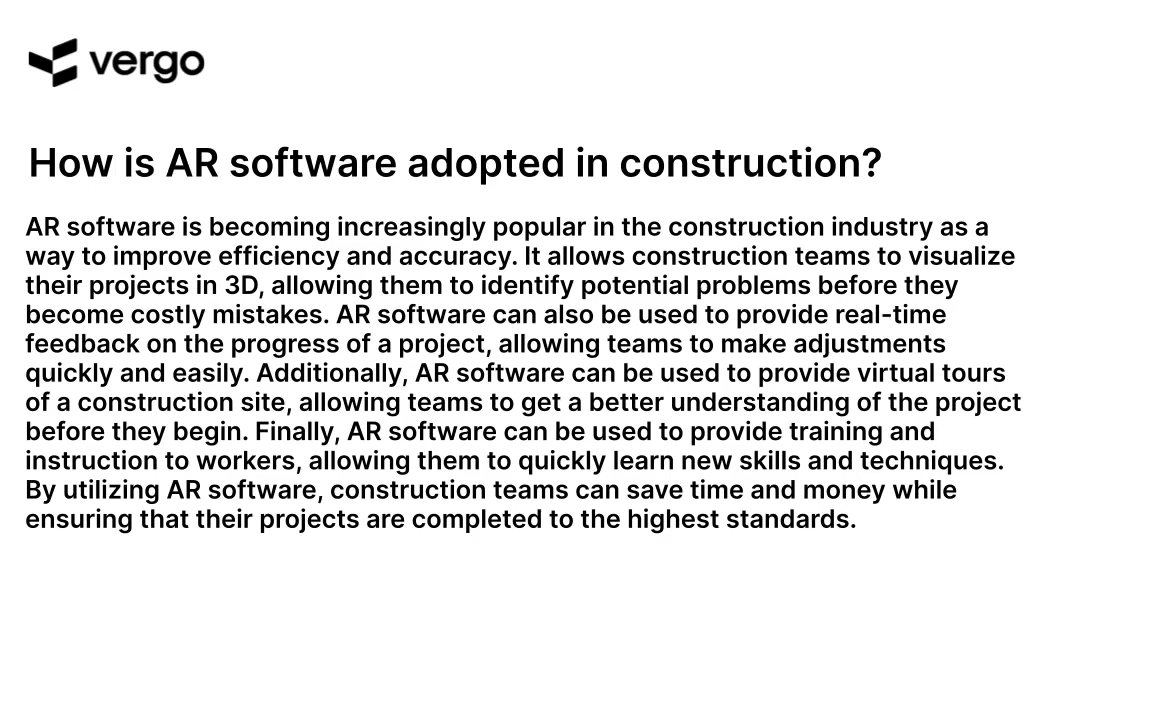 vergo
How is AR software adopted in construction?
AR software is becoming increasingly popular in the construction industry as a
way to improve efficiency and accuracy. It allows construction teams to visualize
their projects in 3D, allowing them to identify potential problems before they
become costly mistakes. AR software can also be used to provide real-time
feedback on the progress of a project, allowing teams to make adjustments
quickly and easily. Additionally, AR software can be used to provide virtual tours
of a construction site, allowing teams to get a better understanding of the project
before they begin. Finally, AR software can be used to provide training and
instruction to workers, allowing them to quickly learn new skills and techniques.
By utilizing AR software, construction teams can save time and money while
ensuring that their projects are completed to the highest standards.